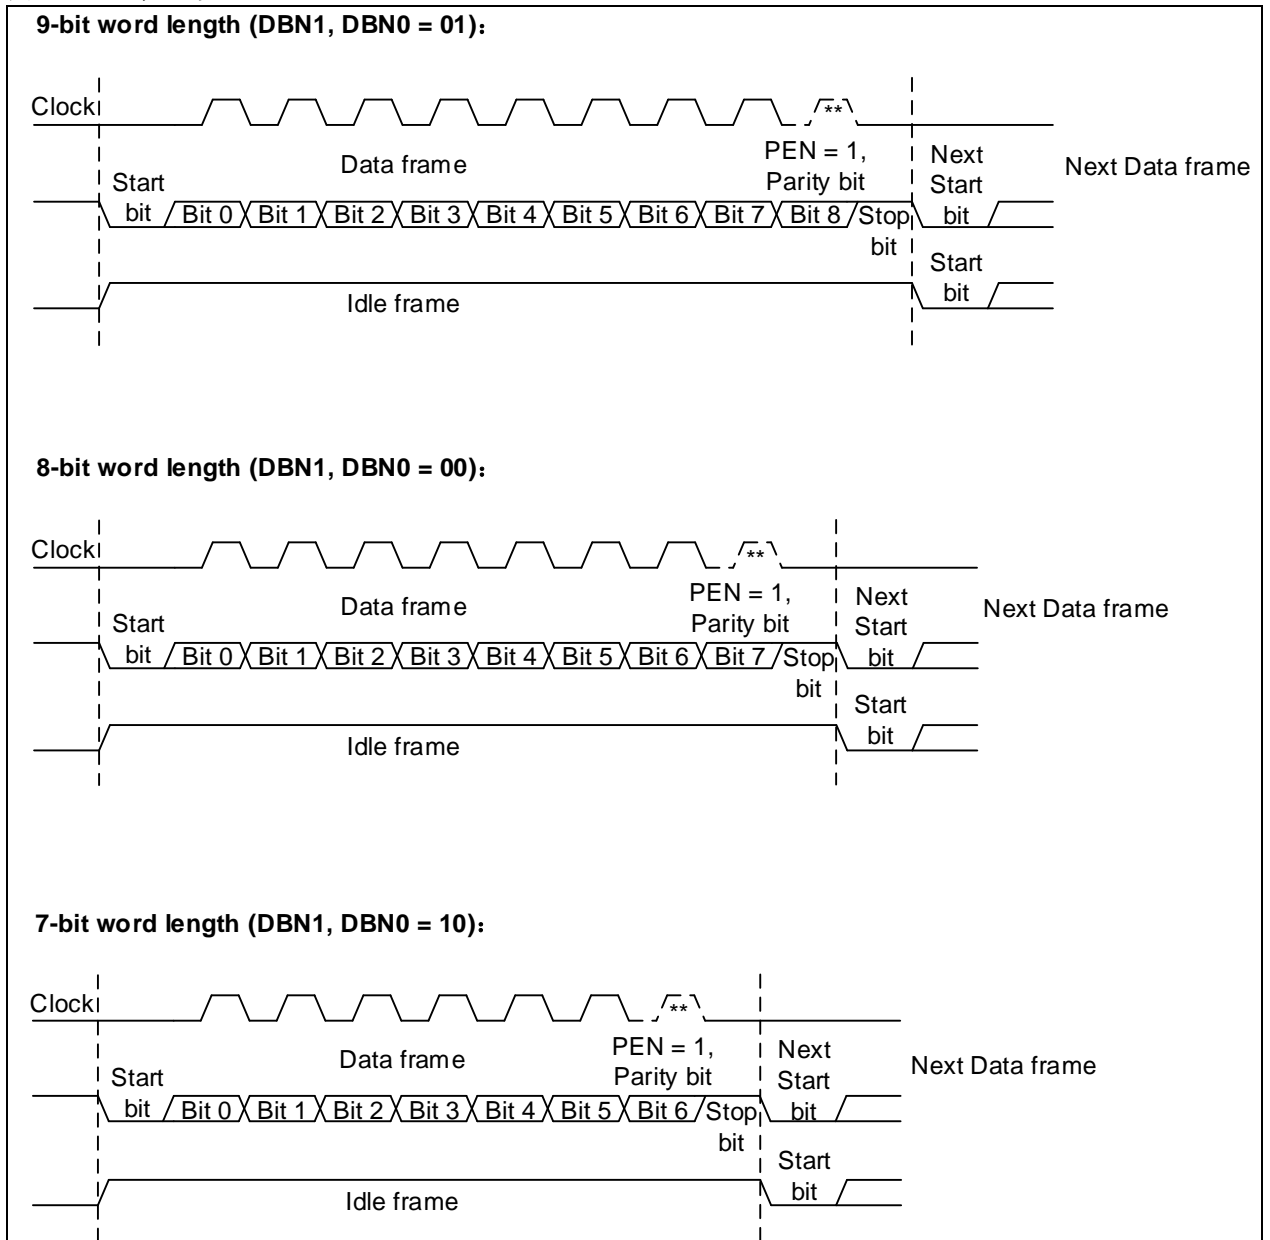 9-bit word length (DBN1, DBN0 = 01)：
Clock
**
Data frame
PEN = 1,
Parity bit
Next
Start
bit
Next Data frame
Start
bit
Bit 0 Bit 1 Bit 2 Bit 3 Bit 4 Bit 5 Bit 6 Bit 7 Bit 8
Stop
bit
Start
bit
Idle frame
8-bit word length (DBN1, DBN0 = 00)：
Clock
**
Data frame
PEN = 1,
Parity bit
Next
Start
bit
Next Data frame
Start
bit
Bit 0 Bit 1 Bit 2 Bit 3 Bit 4 Bit 5 Bit 6 Bit 7
Stop
bit
Start
bit
Idle frame
7-bit word length (DBN1, DBN0 = 10)：
Clock
**
Data frame
PEN = 1,
Parity bit
Next
Start
bit
Next Data frame
Start
bit
Bit 0 Bit 1 Bit 2 Bit 3 Bit 4 Bit 5 Bit 6
Stop
bit
Start
bit
Idle frame